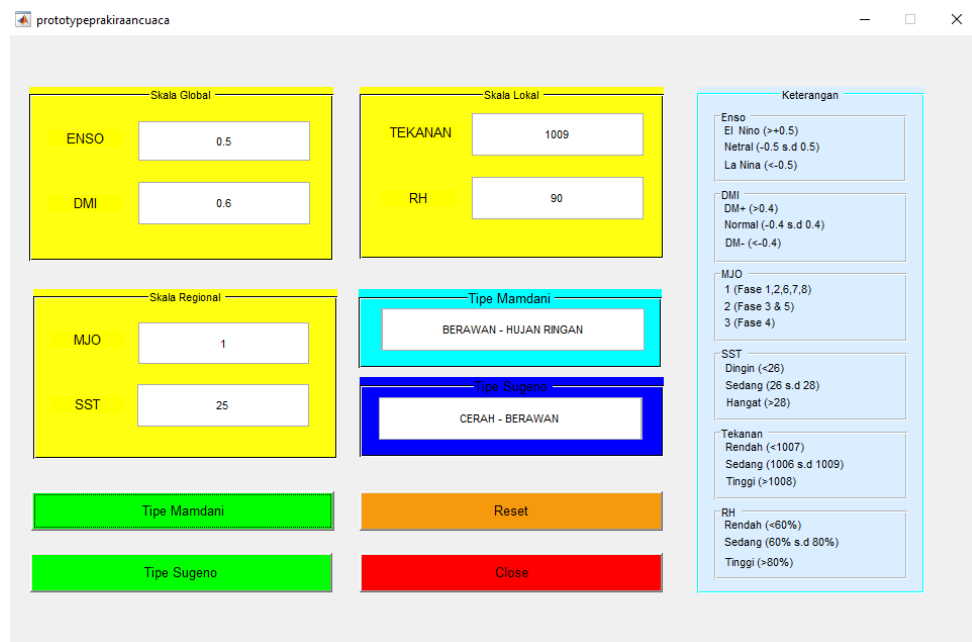 prototypeprakiraancuaca
Skala Global
ENSO
0.5
DMI
0.6
Skala Lokal
TEKANAN
1009
RH
90
Skala Regional
MJO
1
SST
25
Tipe Mamdani
BERAWAN - HUJAN RINGAN
Tipe Sugeno
CERAH - BERAWAN
Tipe Mamdani
Reset
Tipe Sugeno
Close
Keterangan
Enso
El Nino (>+0.5)
Netral (-0.5 s.d 0.5)
La Nina (<-0.5)
DMI
DM+ (>0.4)
Normal (-0.4 s.d 0.4)
DM- (<-0.4)
MJO
1 (Fase 1,2,6,7,8)
2 (Fase 3 & 5)
3 (Fase 4)
SST
Dingin (<26)
Sedang (26 s.d 28)
Hangat (>28)
Tekanan
Rendah (<1007)
Sedang (1006 s.d 1009)
Tinggi (>1008)
RH
Rendah (<60%)
Sedang (60% s.d 80%)
Tinggi (>80%)